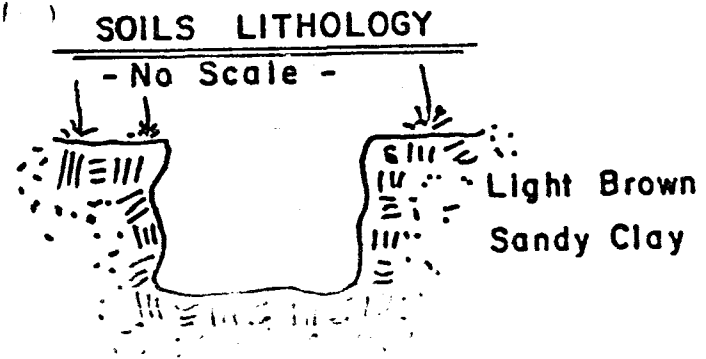 SOILS LITHOLOGY
- No Scale -
Light Brown
Sandy Clay